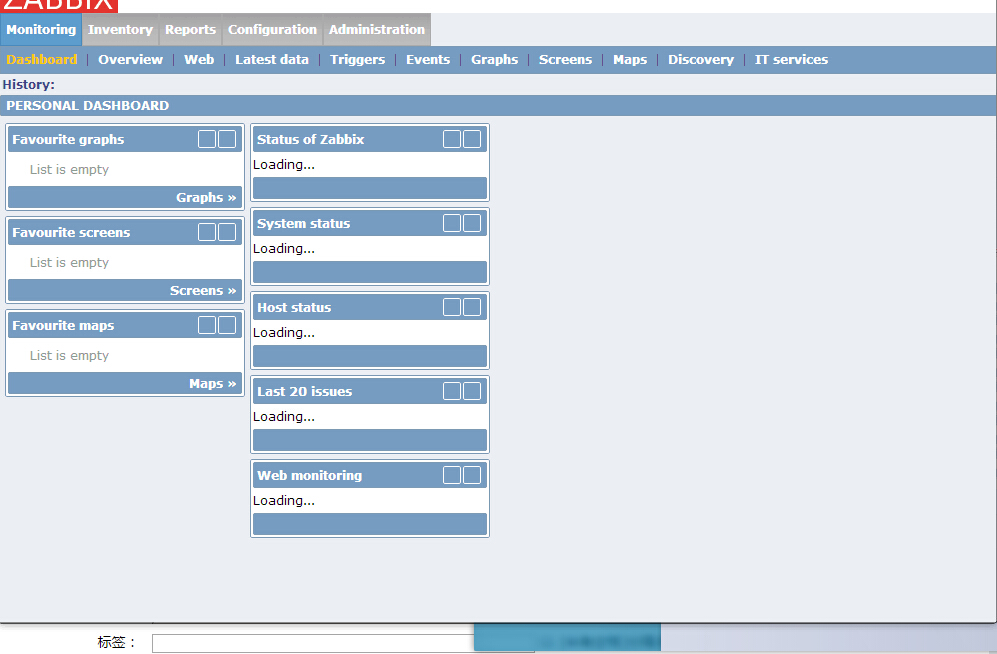 ZABBIX
Monitoring Inventory Reports Configuration Administration
Dashboard | Overview | Web | Latest data | Triggers | Events | Graphs | Screens | Maps | Discovery | IT services
History:
PERSONAL DASHBOARD
Favourite graphs
List is empty
Graphs »
Favourite screens
List is empty
Screens »
Favourite maps
List is empty
Maps »
Status of Zabbix
Loading...
System status
Loading...
Host status
Loading...
Last 20 issues
Loading...
Web monitoring
Loading...
标签：